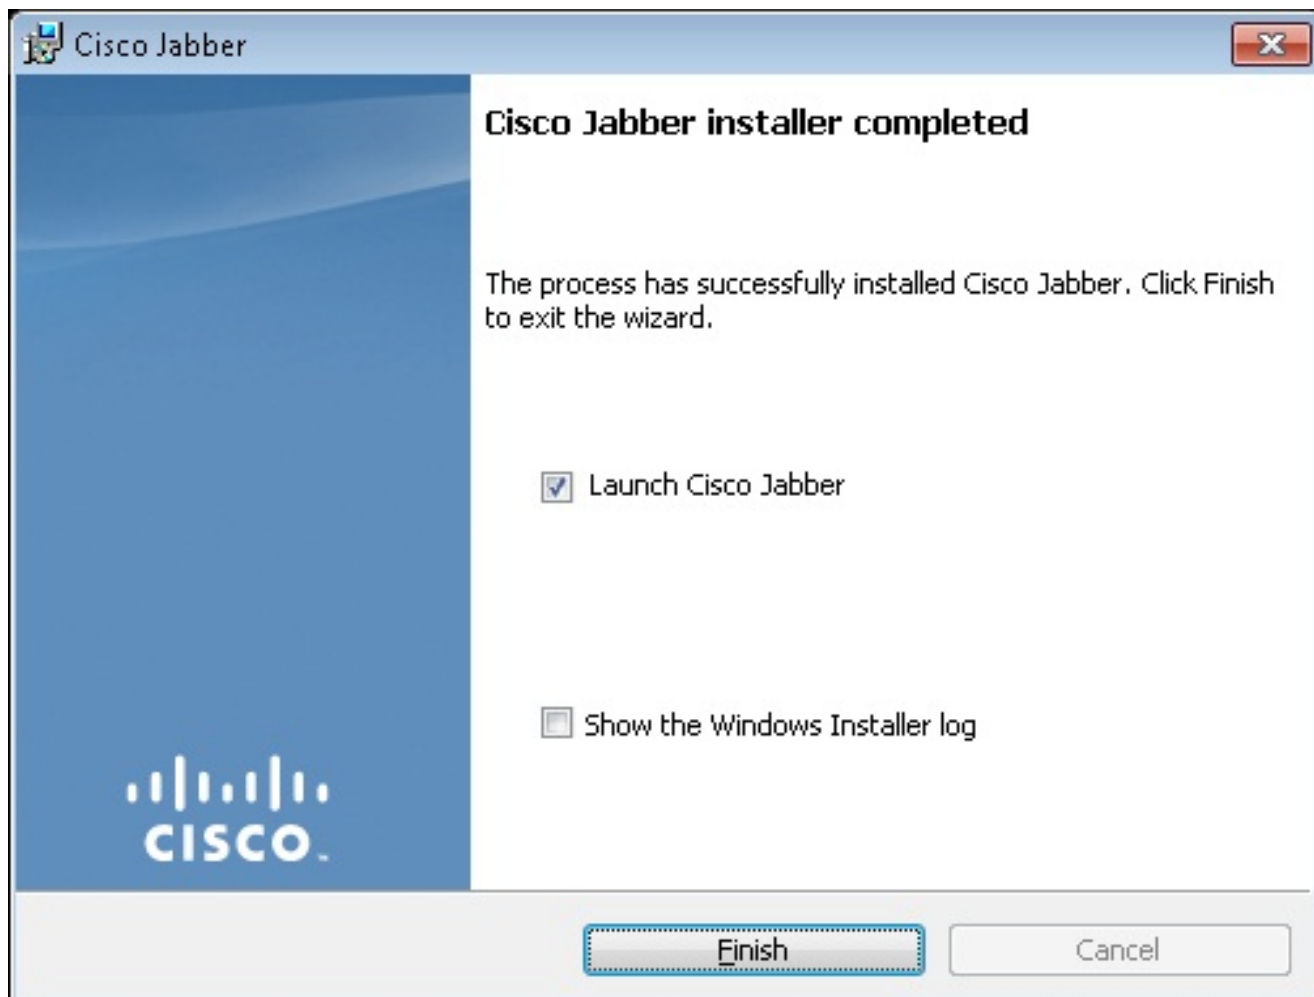 Cisco Jabber
Cisco Jabber installer completed
The process has successfully installed Cisco Jabber. Click Finish
to exit the wizard.
Launch Cisco Jabber
Show the Windows Installer log
CISCO™
Finish
Cancel